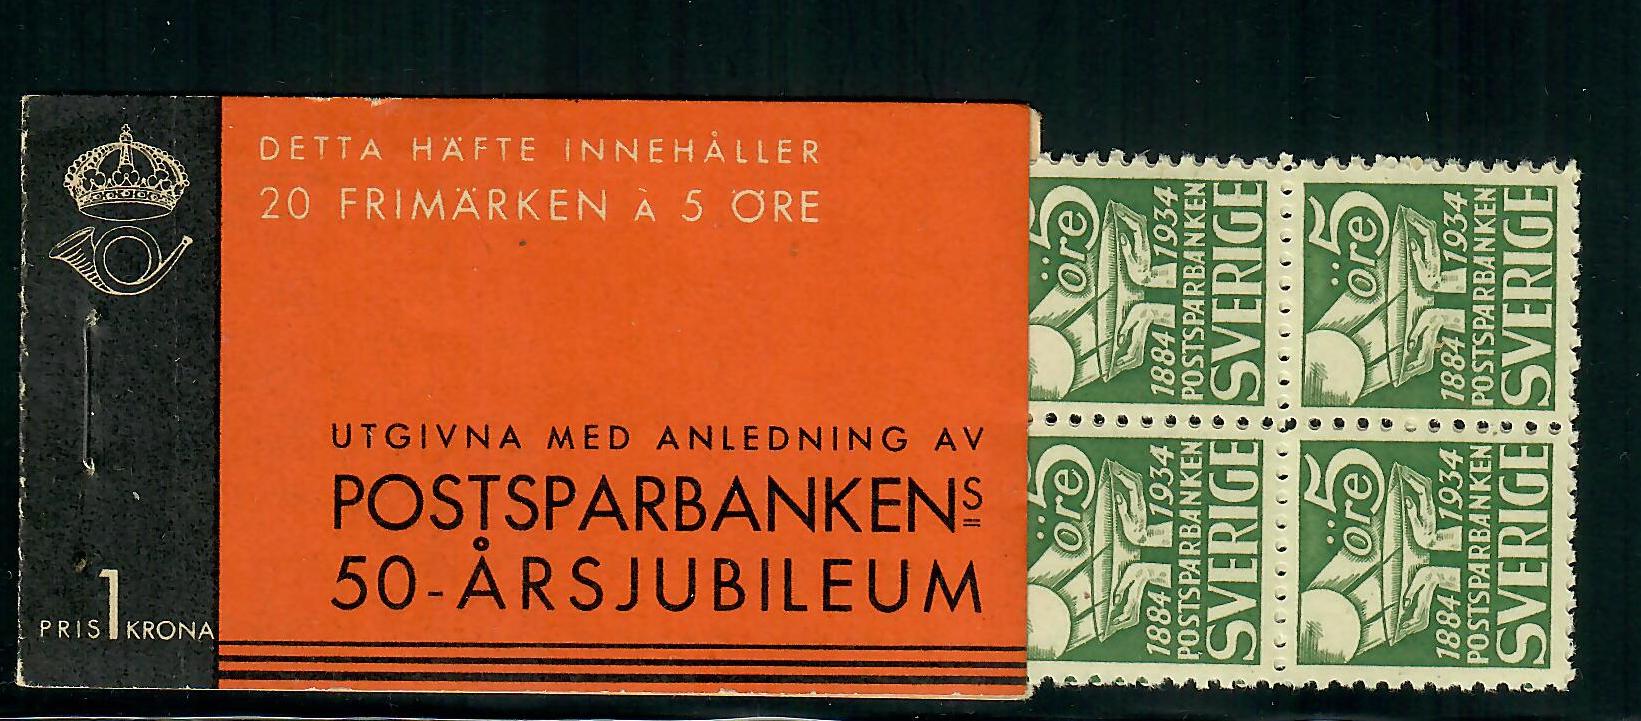 DETTA HÄFTE INNEHÅLLER
20 FRIMÄRKEN À 5 ÖRE
UTGIVNA MED ANLEDNING AV
POSTSPARBANKENS
50-ÅRSJUBILEUM
PRIS 1 KRONA
5 öre
1884 1934
POSTSPARBANKEN
SVERIGE
5 öre
1884 1934
POSTSPARBANKEN
SVERIGE
5 öre
1884 1934
POSTSPARBANKEN
SVERIGE
5 öre
1884 1934
POSTSPARBANKEN
SVERIGE